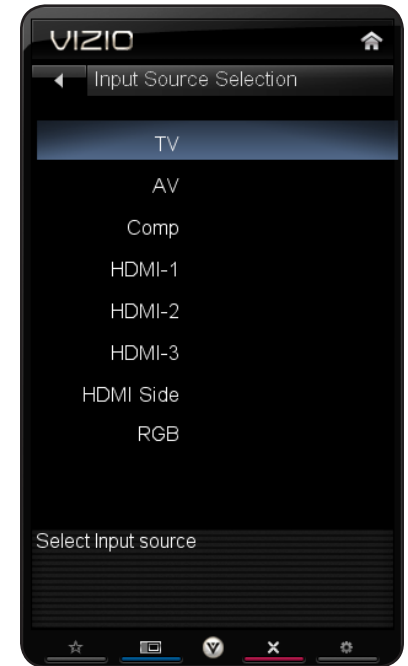 VIZIO
Input Source Selection
TV
AV
Comp
HDMI-1
HDMI-2
HDMI-3
HDMI Side
RGB
Select Input source
V